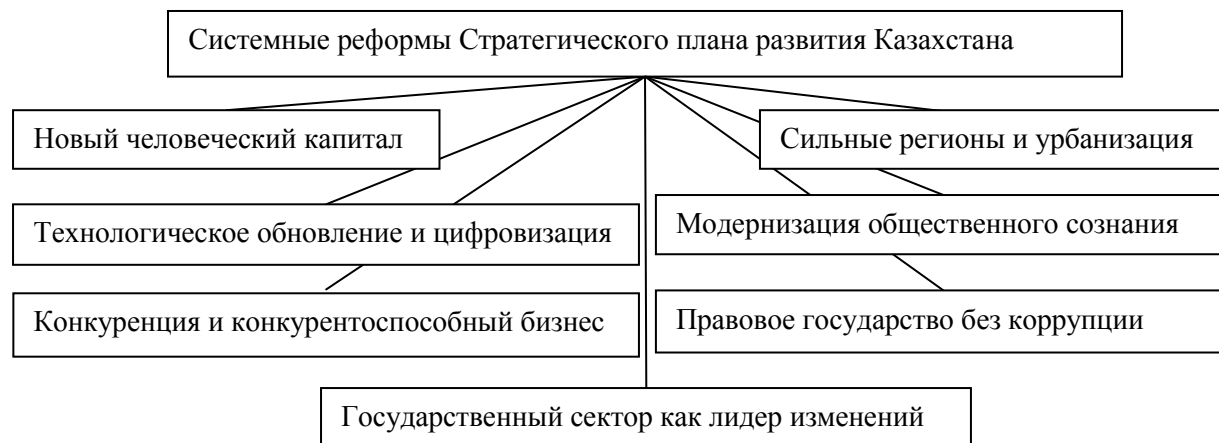 Системные реформы Стратегического плана развития Казахстана
Новый человеческий капитал
Сильные регионы и урбанизация
Технологическое обновление и цифровизация
Модернизация общественного сознания
Конкуренция и конкурентоспособный бизнес
Правовое государство без коррупции
Государственный сектор как лидер изменений